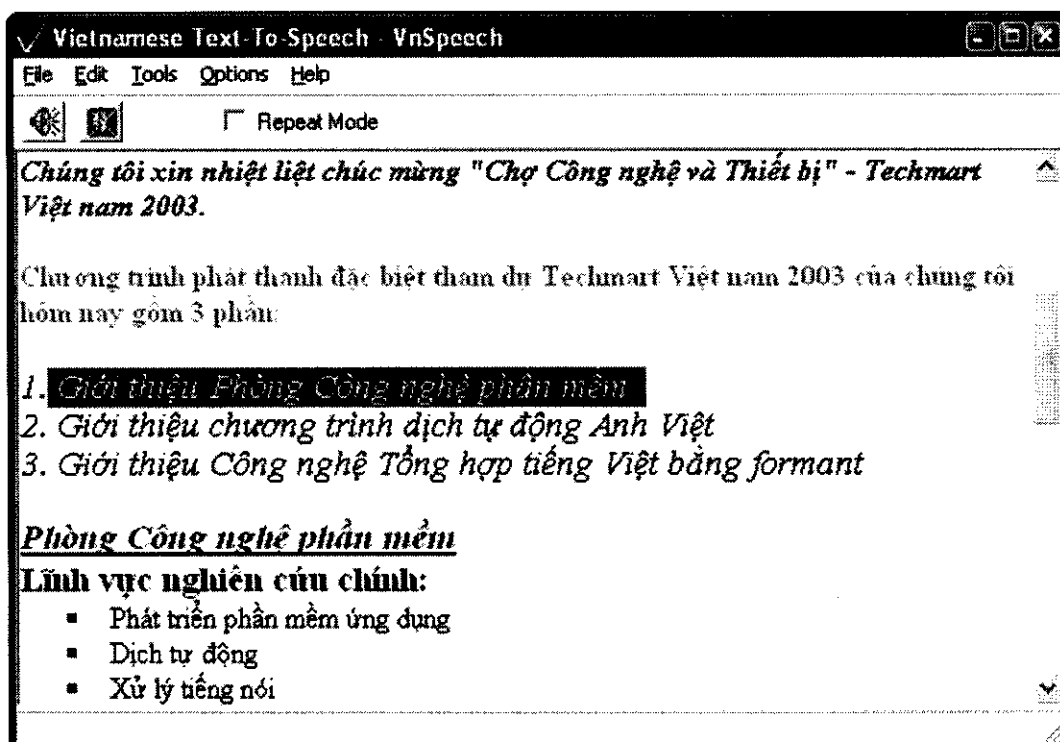 Vietnamese Text-To-Speech - VnSpeech
File Edit Tools Options Help
Repeat Mode
Chúng tôi xin nhiệt liệt chúc mừng "Chợ Công nghệ và Thiết bị" - Techmart
Việt nam 2003.
Chương trình phát thanh đặc biệt tham dự Techmart Việt nam 2003 của chúng tôi
hôm nay gồm 3 phần:
1. Giới thiệu Phòng Công nghệ phần mềm
2. Giới thiệu chương trình dịch tự động Anh Việt
3. Giới thiệu Công nghệ Tổng hợp tiếng Việt bằng formant
Phòng Công nghệ phần mềm
Lĩnh vực nghiên cứu chính:
▪ Phát triển phần mềm ứng dụng
▪ Dịch tự động
▪ Xử lý tiếng nói